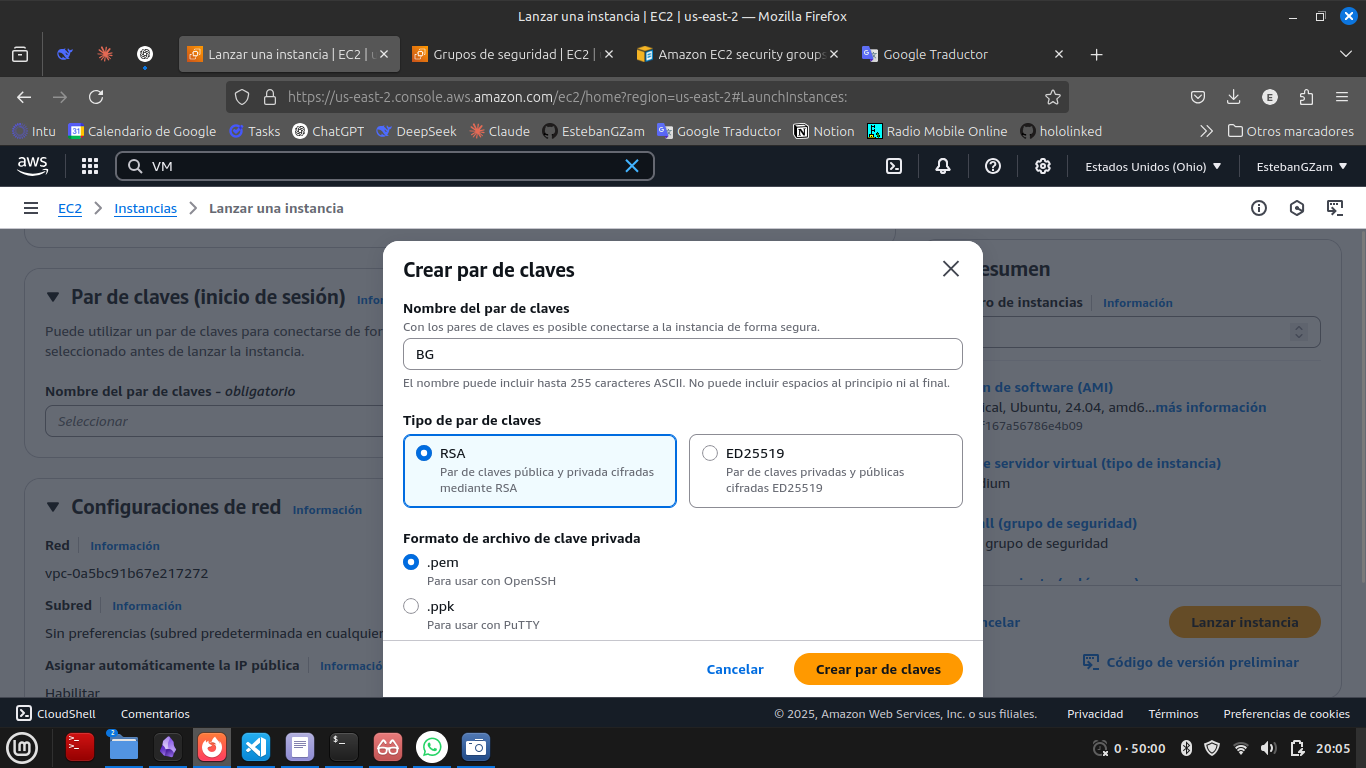 Lanzar una instancia | EC2 | us-east-2 — Mozilla Firefox
Lanzar una instancia | EC2 | u
Grupos de seguridad | EC2 |
Amazon EC2 security groups
Google Traductor
https://us-east-2.console.aws.amazon.com/ec2/home?region=us-east-2#LaunchInstances:
E
Intu
31
Calendario de Google
Tasks
ChatGPT
DeepSeek
Claude
EstebanGZam
Google Traductor
Notion
Radio Mobile Online
hololinked
Otros marcadores
aws
VM
Estados Unidos (Ohio)
EstebanGZam
EC2
Instancias
Lanzar una instancia
Par de claves (inicio de sesión)
Infor
Puede utilizar un par de claves para conectarse de for
seleccionado antes de lanzar la instancia.
Nombre del par de claves - obligatorio
Seleccionar
Configuraciones de red
Información
Red
Información
vpc-0a5bc91b67e217272
Subred
Información
Sin preferencias (subred predeterminada en cualquier
Asignar automáticamente la IP pública
Informació
Habilitar
Crear par de claves
Nombre del par de claves
Con los pares de claves es posible conectarse a la instancia de forma segura.
BG
El nombre puede incluir hasta 255 caracteres ASCII. No puede incluir espacios al principio ni al final.
Tipo de par de claves
RSA
Par de claves pública y privada cifradas
mediante RSA
ED25519
Par de claves privadas y públicas
cifradas ED25519
Formato de archivo de clave privada
.pem
Para usar con OpenSSH
.ppk
Para usar con PuTTY
Cancelar
Crear par de claves
esumen
ro de instancias
Información
n de software (AMI)
ical, Ubuntu, 24.04, amd6...más información
f167a56786e4b09
e servidor virtual (tipo de instancia)
dium
all (grupo de seguridad)
grupo de seguridad
ncelar
Lanzar instancia
Código de versión preliminar
CloudShell
Comentarios
© 2025, Amazon Web Services, Inc. o sus filiales.
Privacidad
Términos
Preferencias de cookies
2
0 · 50:00
20:05